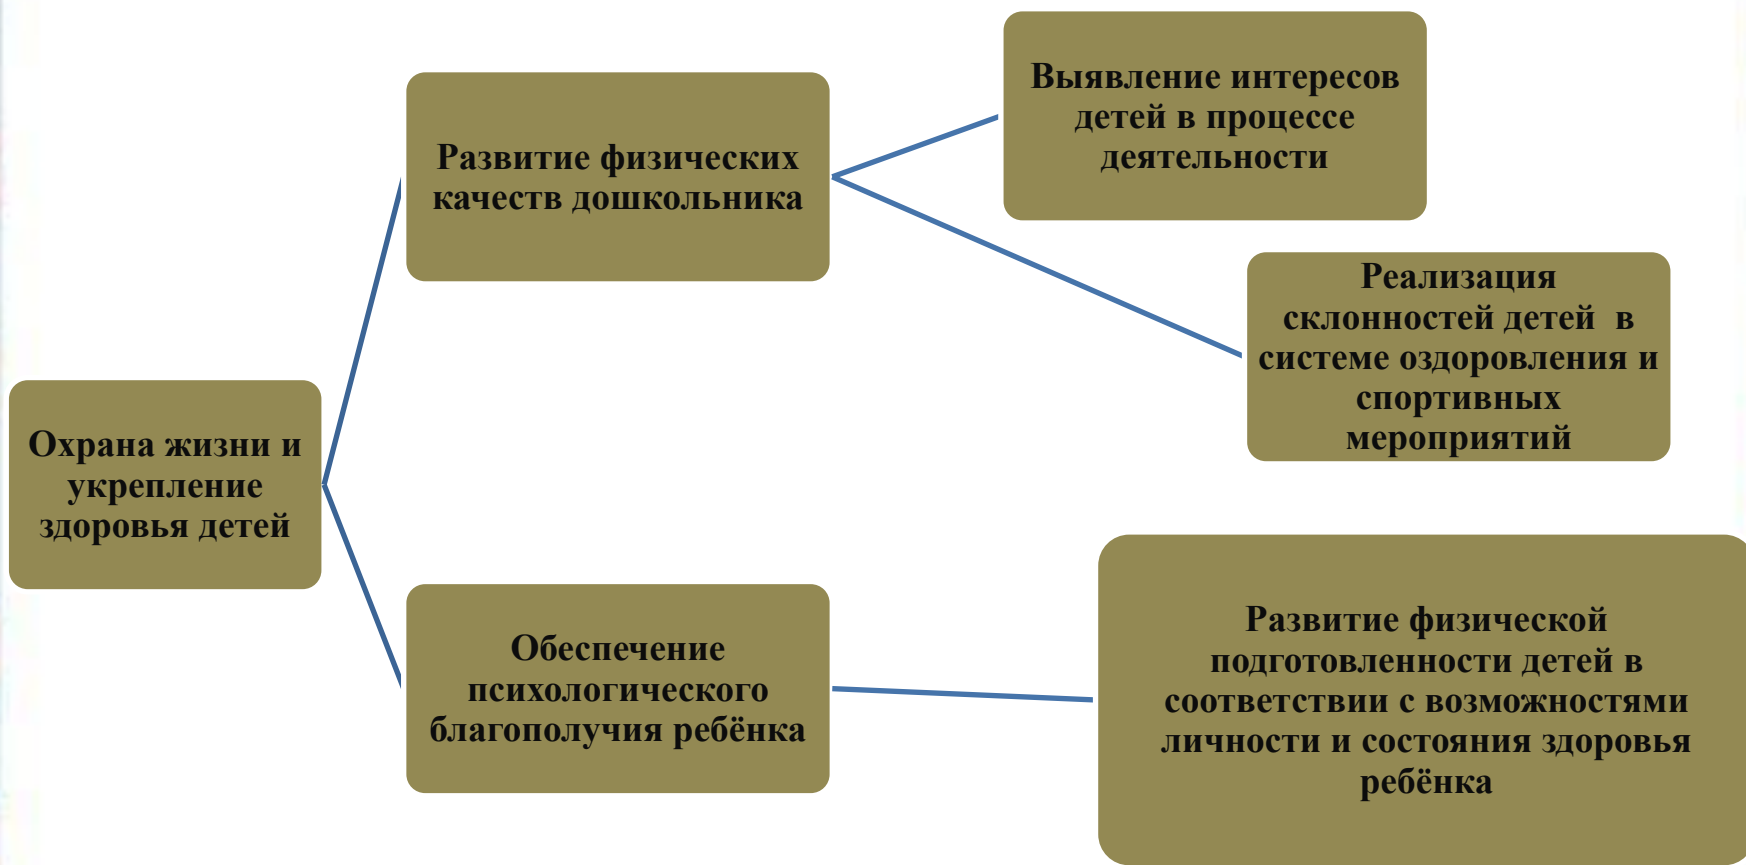 Охрана жизни и
укрепление
здоровья детей
Развитие физических
качеств дошкольника
Выявление интересов
детей в процессе
деятельности
Реализация
склонностей детей  в
системе оздоровления и
спортивных
мероприятий
Обеспечение
психологического
благополучия ребёнка
Развитие физической
подготовленности детей в
соответствии с возможностями
личности и состояния здоровья
ребёнка